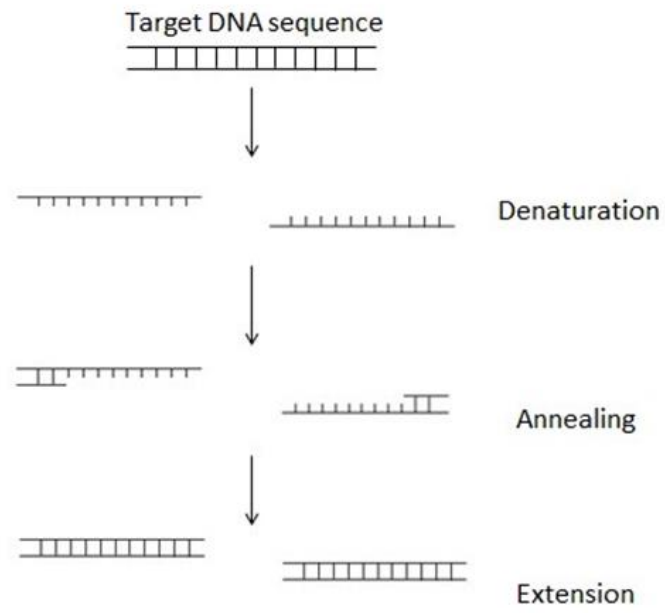 Target DNA sequence
Denaturation
Annealing
Extension